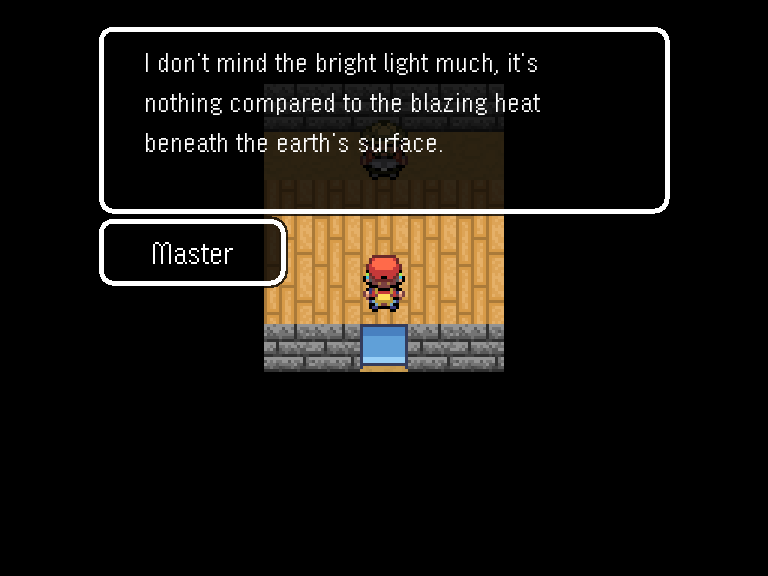 I don't mind the bright light much, it's
nothing compared to the blazing heat
beneath the earth's surface.
Master